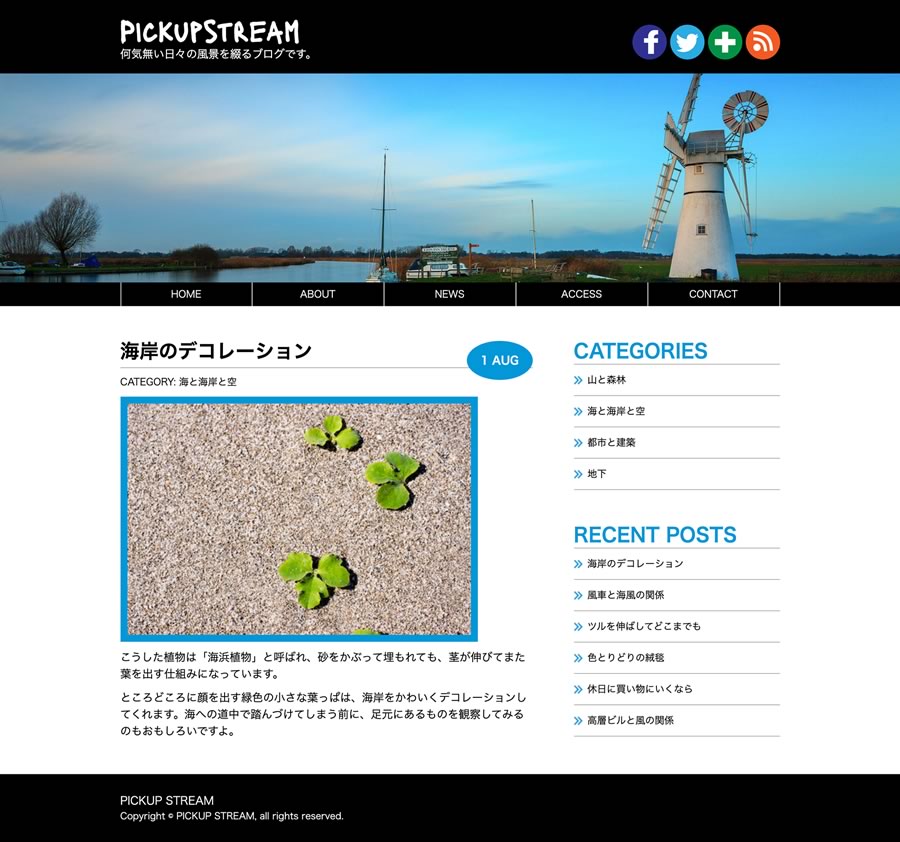 PICKUPSTREAM
何気無い日々の風景を綴るブログです。
HOME
ABOUT
NEWS
ACCESS
CONTACT
海岸のデコレーション
1 AUG
CATEGORY: 海と海岸と空
こうした植物は「海浜植物」と呼ばれ、砂をかぶって埋もれても、茎が伸びてまた
葉を出す仕組みになっています。
ところどころに顔を出す緑色の小さな葉っぱは、海岸をかわいくデコレーションし
てくれます。海への道中で踏んづけてしまう前に、足元にあるものを観察してみる
のもおもしろいですよ。
CATEGORIES
山と森林
海と海岸と空
都市と建築
地下
RECENT POSTS
海岸のデコレーション
風車と海風の関係
ツルを伸ばしてどこまでも
色とりどりの絨毯
休日に買い物にいくなら
高層ビルと風の関係
PICKUP STREAM
Copyright © PICKUP STREAM, all rights reserved.